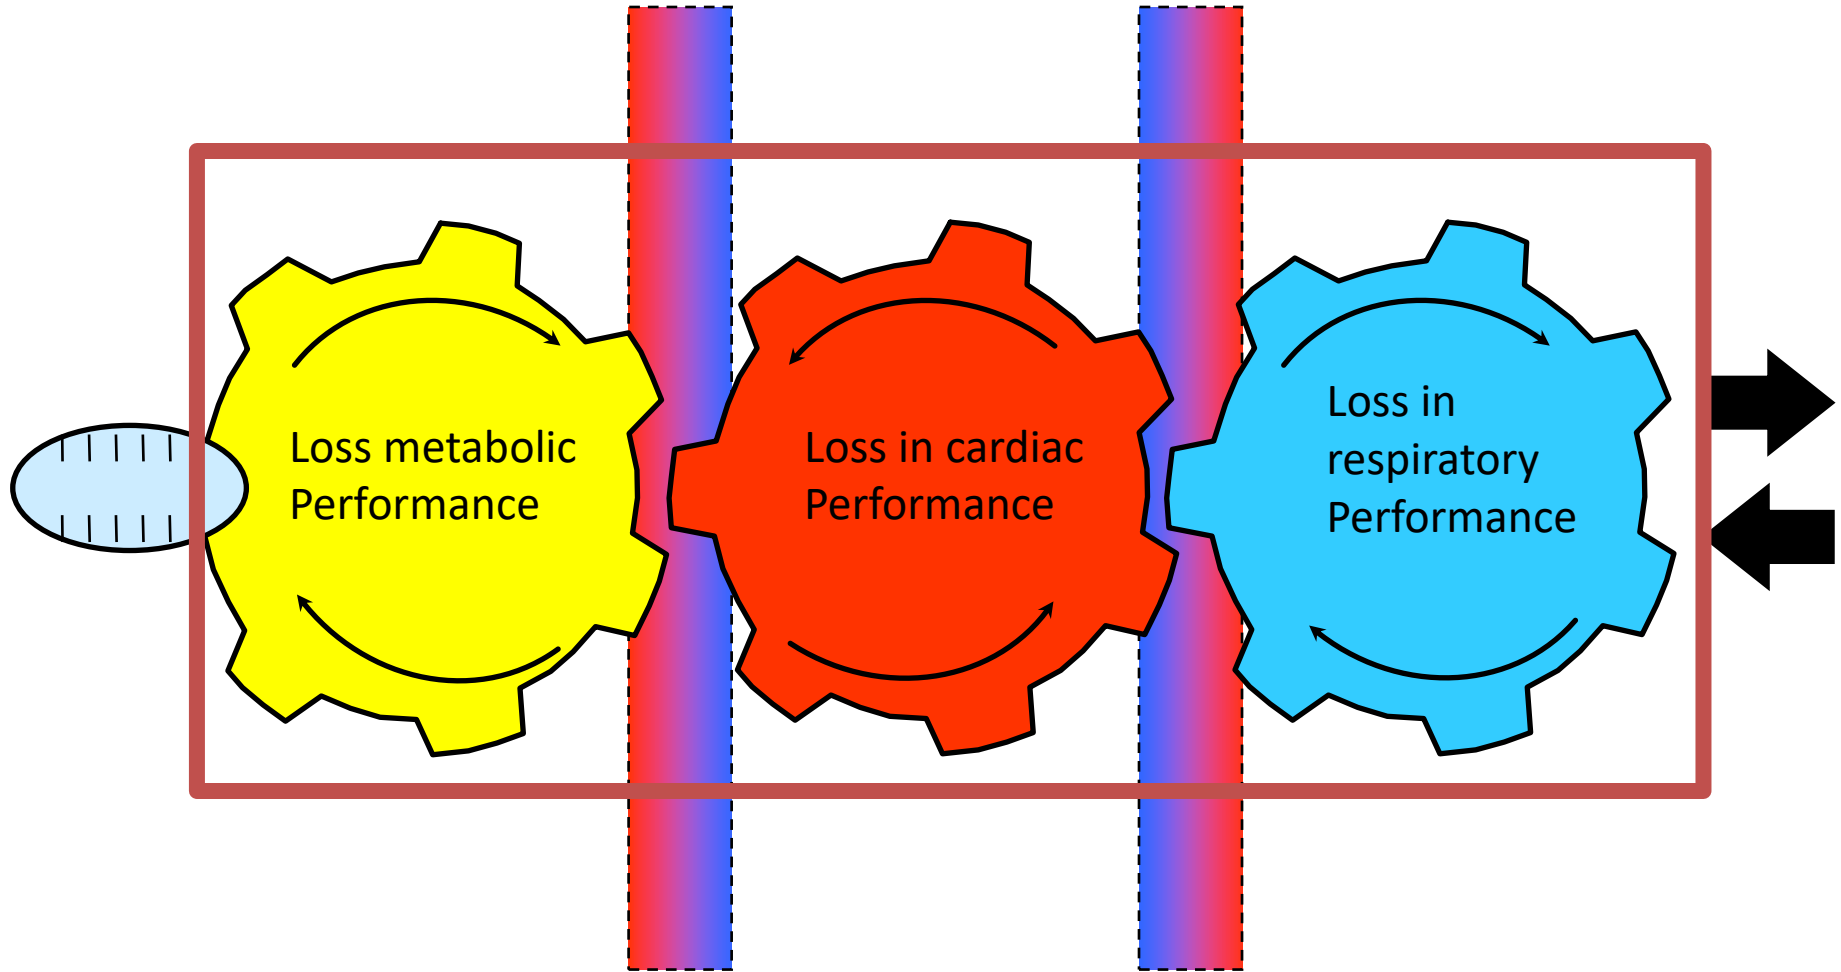 Loss metabolic
Performance
Loss in cardiac
Performance
Loss in
respiratory
Performance